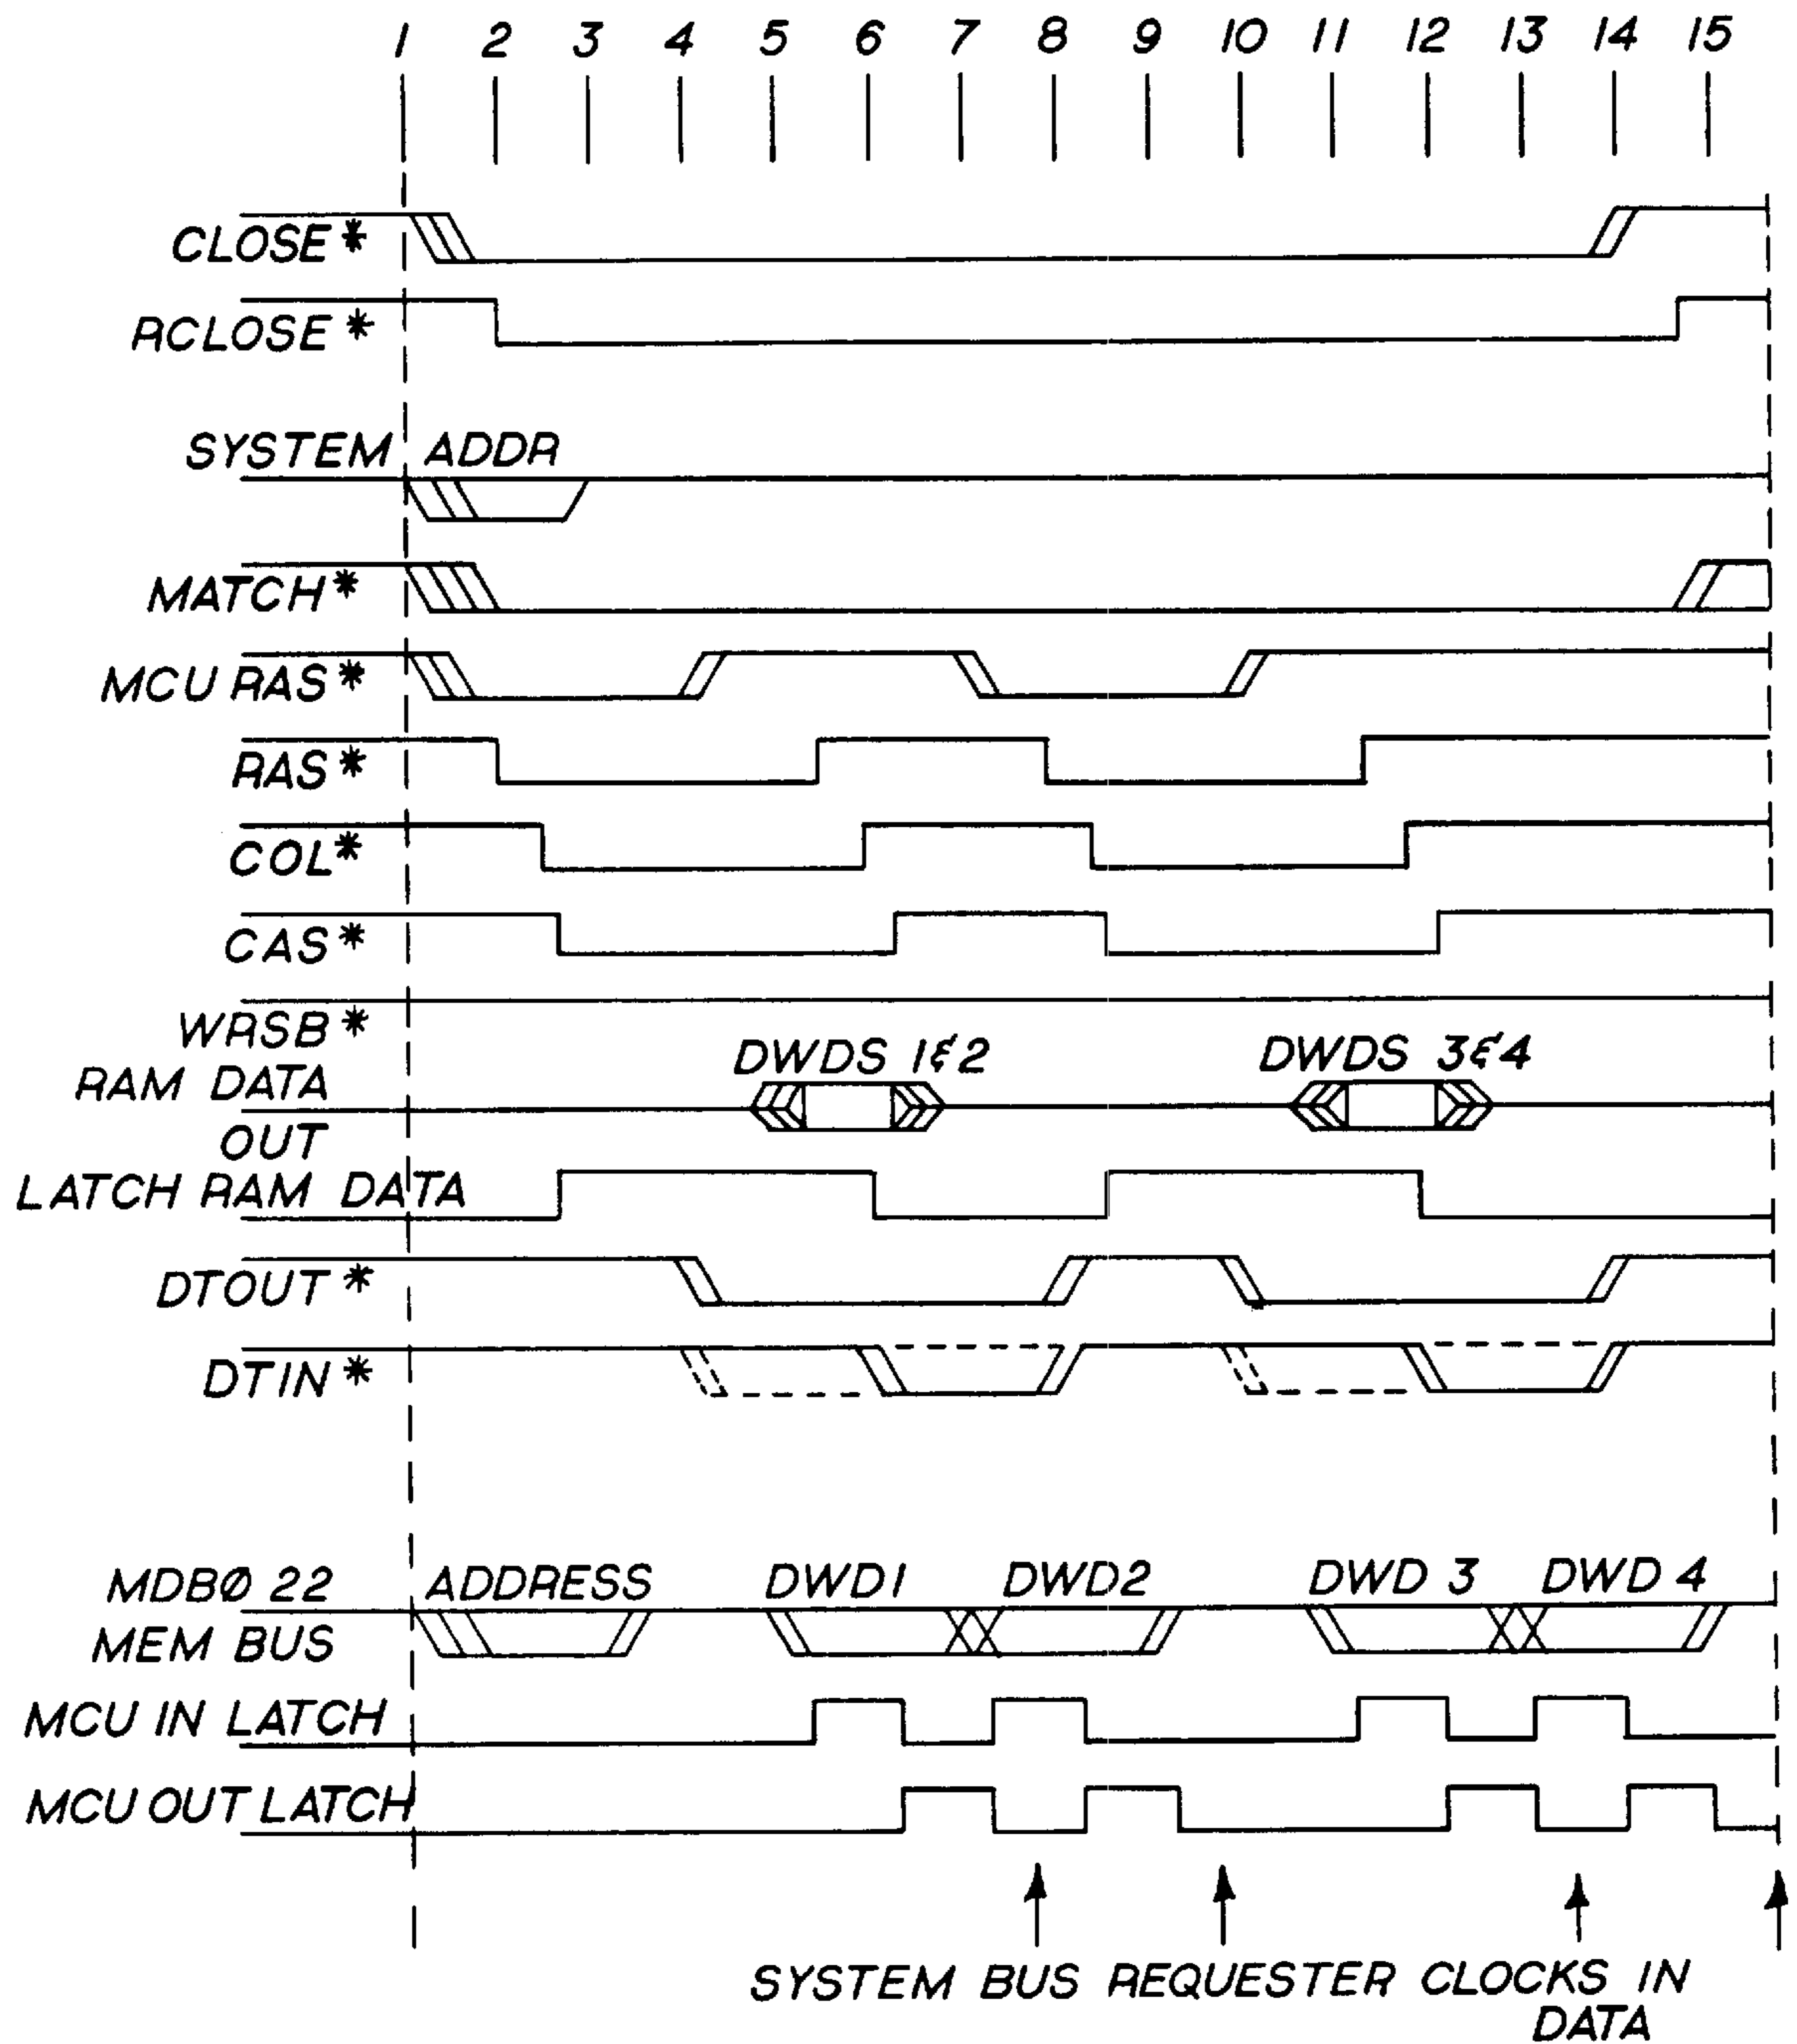 1 2 3 4 5 6 7 8 9 10 11 12 13 14 15
CLOSE*
RCLOSE*
SYSTEM ADDR
MATCH*
MCU RAS*
RAS*
COL*
CAS*
WRSB*
DWDS 1&2 DWDS 3&4
RAM DATA
OUT
LATCH RAM DATA
DTOUT*
DTIN*
MDBØ 22 ADDRESS DWD1 DWD2 DWD 3 DWD 4
MEM BUS
MCU IN LATCH
MCU OUT LATCH
SYSTEM BUS REQUESTER CLOCKS IN
DATA